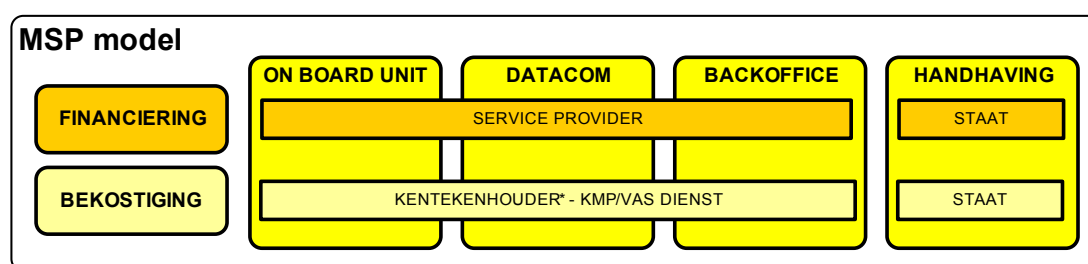 MSP model
ON BOARD UNIT DATACOM BACKOFFICE HANDHAVING
FINANCIERING SERVICE PROVIDER STAAT
BEKOSTIGING KENTEKENHOUDER* - KMP/VAS DIENST STAAT